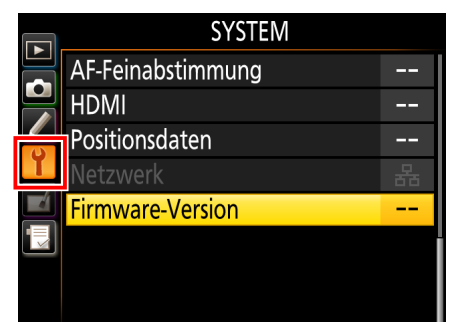 SYSTEM
AF-Feinabstimmung --
HDMI --
Positionsdaten --
Netzwerk
Firmware-Version --